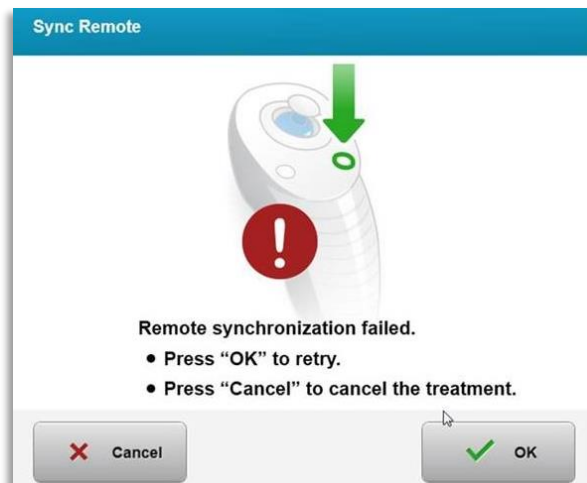 Sync Remote
Remote synchronization failed.
• Press “OK” to retry.
• Press “Cancel” to cancel the treatment.
Cancel
OK